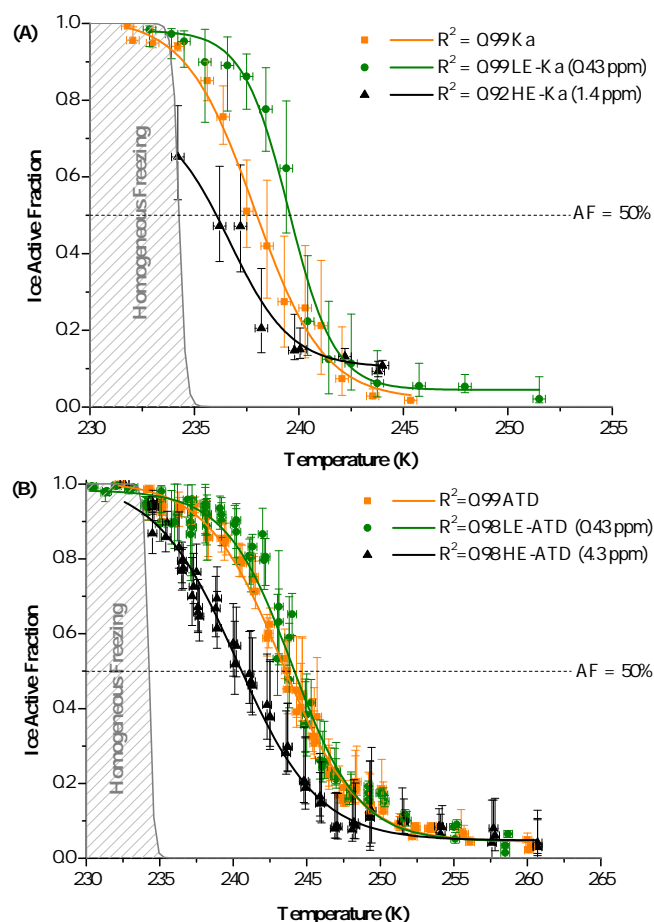 (A)
R² = 0.99 Ka
R² = 0.99 LE-Ka (0.43 ppm)
R² = 0.92 HE-Ka (1.4 ppm)
1.0
0.8
0.6
0.4
0.2
0.0
Ice Active Fraction
Homogeneous Freezing
AF = 50%
230 235 240 245 250 255
Temperature (K)
(B)
R²=0.99 ATD
R²=0.98 LE-ATD (0.43 ppm)
R²=0.98 HE-ATD (4.3 ppm)
1.0
0.8
0.6
0.4
0.2
0.0
Ice Active Fraction
Homogeneous Freezing
AF = 50%
230 235 240 245 250 255 260 265
Temperature (K)